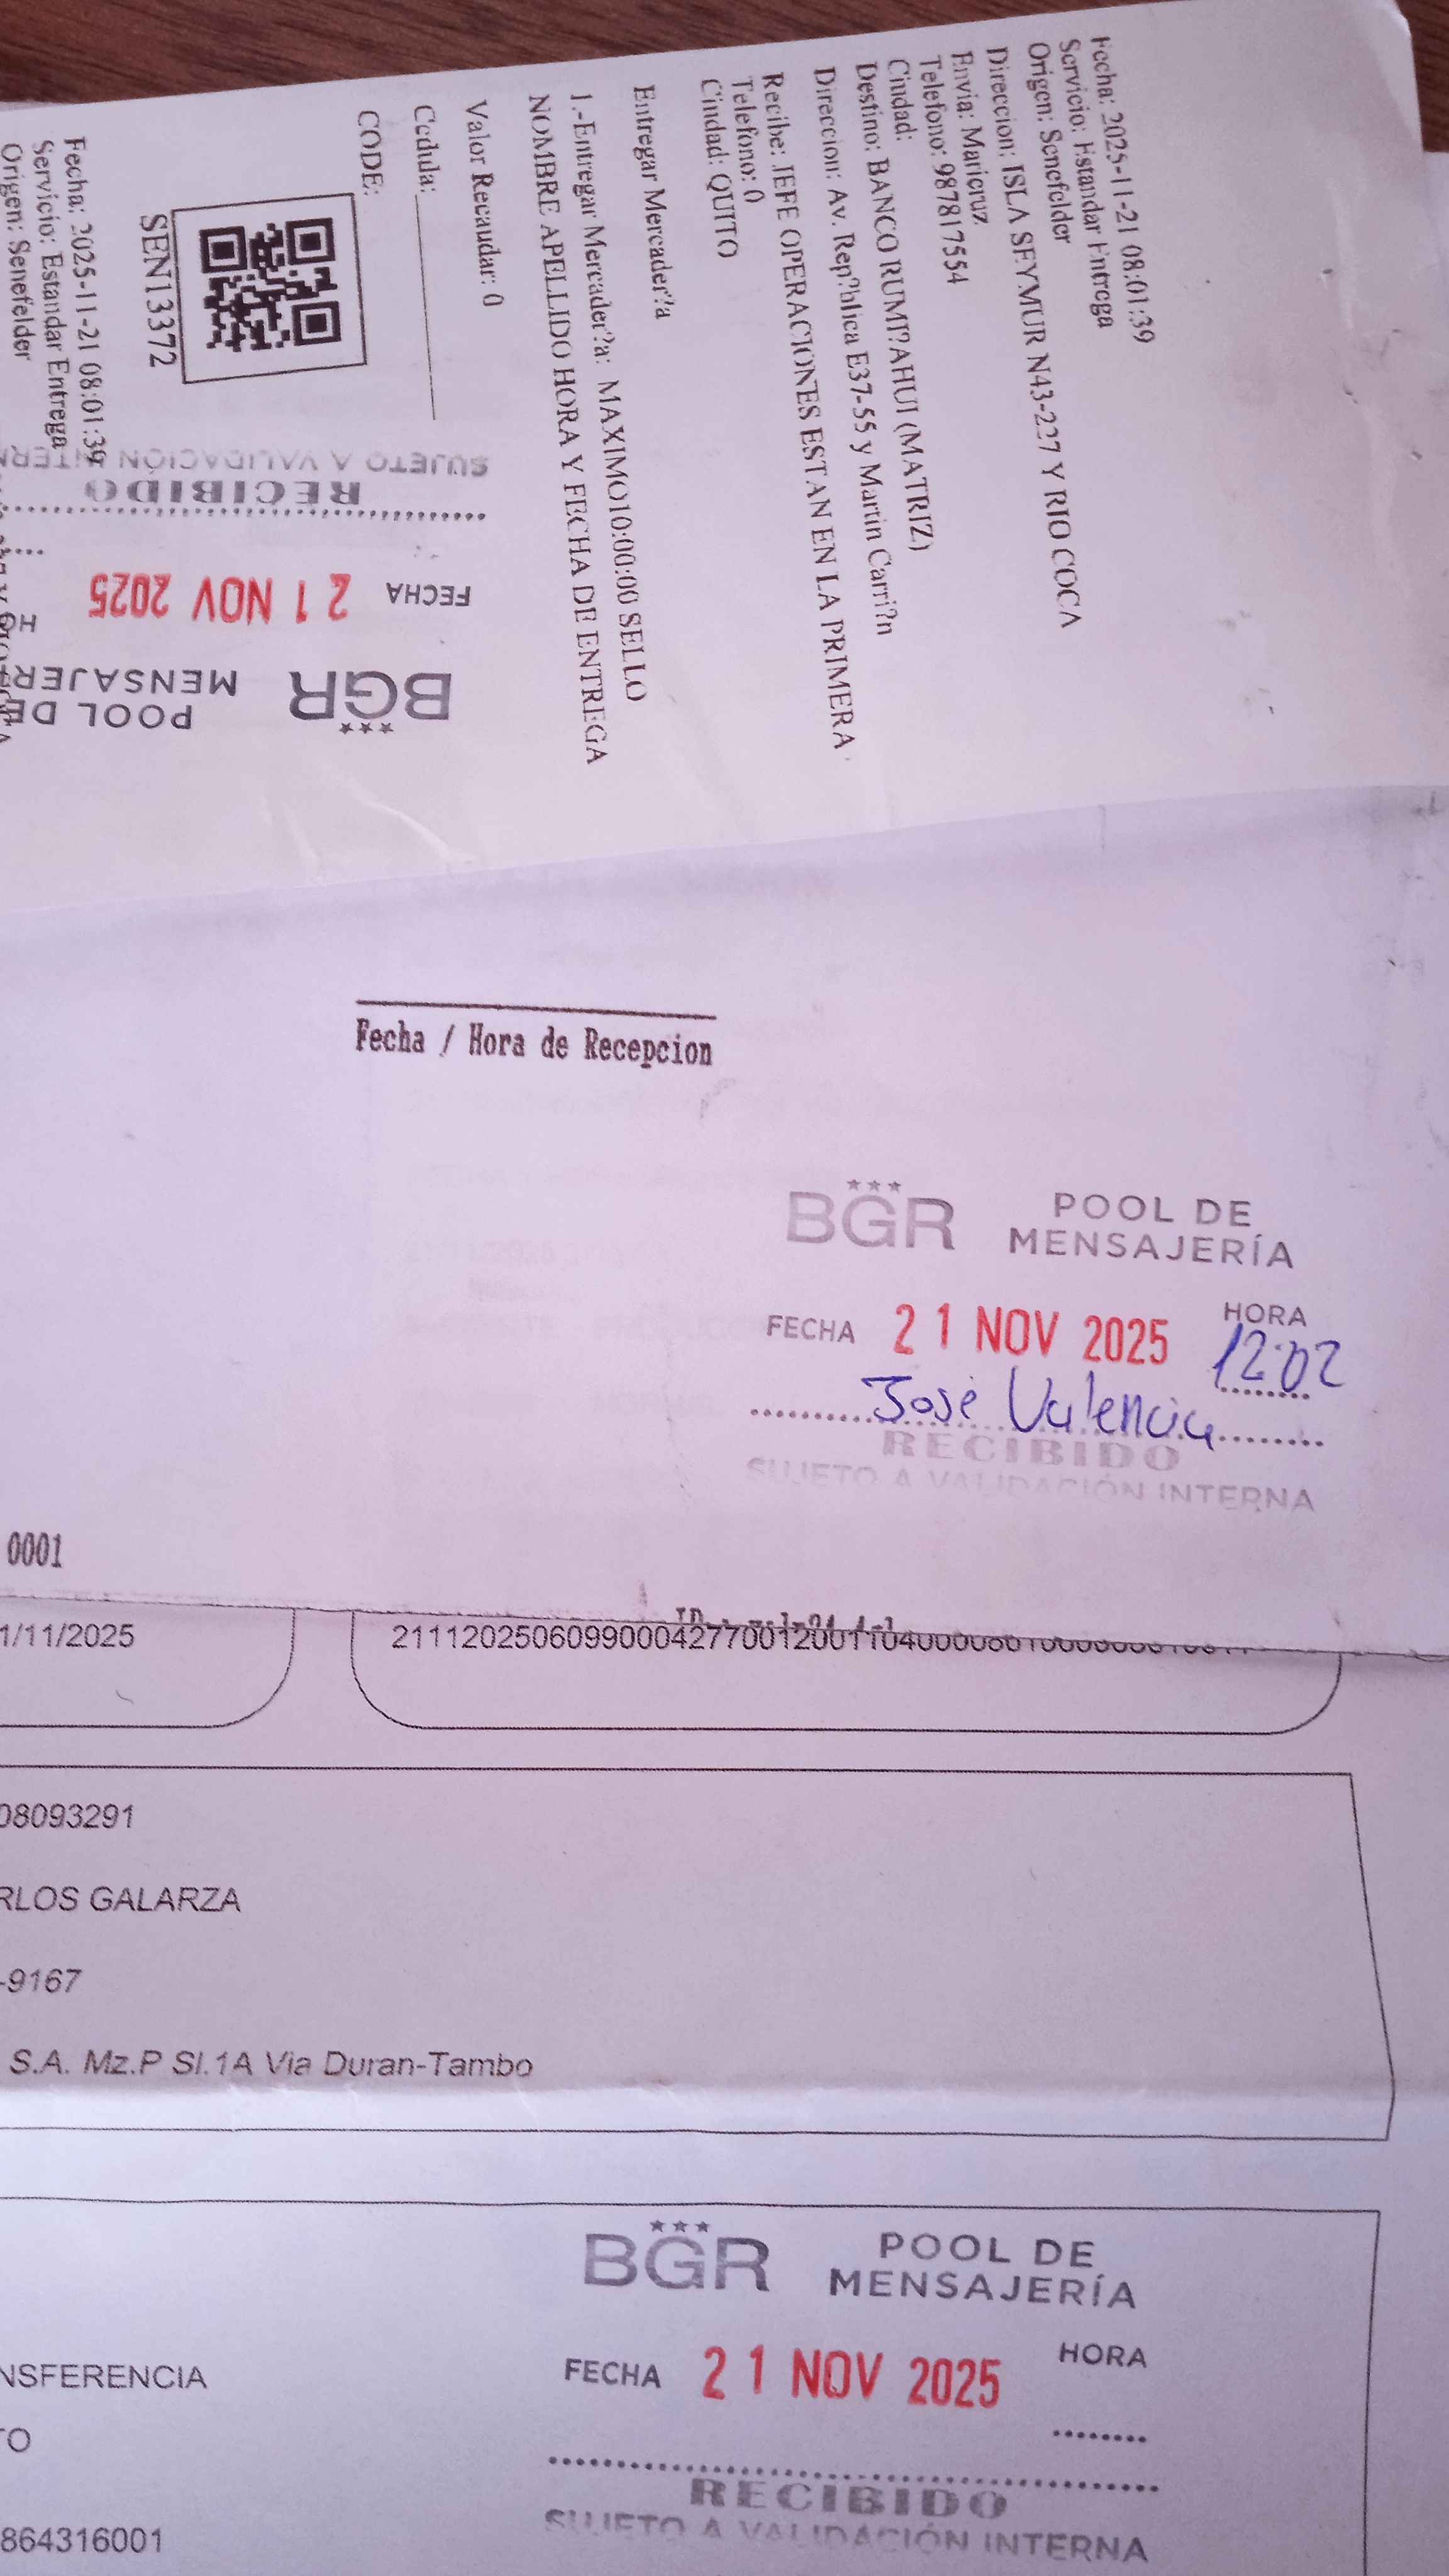 Fecha: 2025-11-21 08:01:39
Servicio: Estandar Entrega
Origen: Senefelder
Direccion: ISLA SEYMUR N43-227 Y RIO COCA
Envia: Maricruz
Telefono: 987817554
Ciudad:
Destino: BANCO RUMI?AHUI (MATRIZ)
Direccion: Av. Rep?blica E37-55 y Martin Carri?n
Recibe: JEFE OPERACIONES ESTAN EN LA PRIMERA
Telefono: 0
Ciudad: QUITO
Entregar Mercader?a
1.-Entregar Mercader?a: MAXIMO10:00:00 SELLO
NOMBRE APELLIDO HORA Y FECHA DE ENTREGA
Valor Recaudar: 0
Cedula:
CODE:
SEN13372
Fecha: 2025-11-21 08:01:39
Servicio: Estandar Entrega
Origen: Senefelder
BGR POOL DE
MENSAJER
FECHA 21 NOV 2025 HO
RECIBIDO
SUJETO A VALIDACIÓN INTERN
Fecha / Hora de Recepcion
BGR POOL DE
MENSAJERÍA
FECHA 21 NOV 2025 HORA
12:02
José Valencia
RECIBIDO
SUJETO A VALIDACIÓN INTERNA
0001
1/11/2025
08093291
RLOS GALARZA
-9167
S.A. Mz.P Sl.1A Via Duran-Tambo
BGR POOL DE
MENSAJERÍA
FECHA 21 NOV 2025 HORA
NSFERENCIA
TO
RECIBIDO
SUJETO A VALIDACIÓN INTERNA
864316001